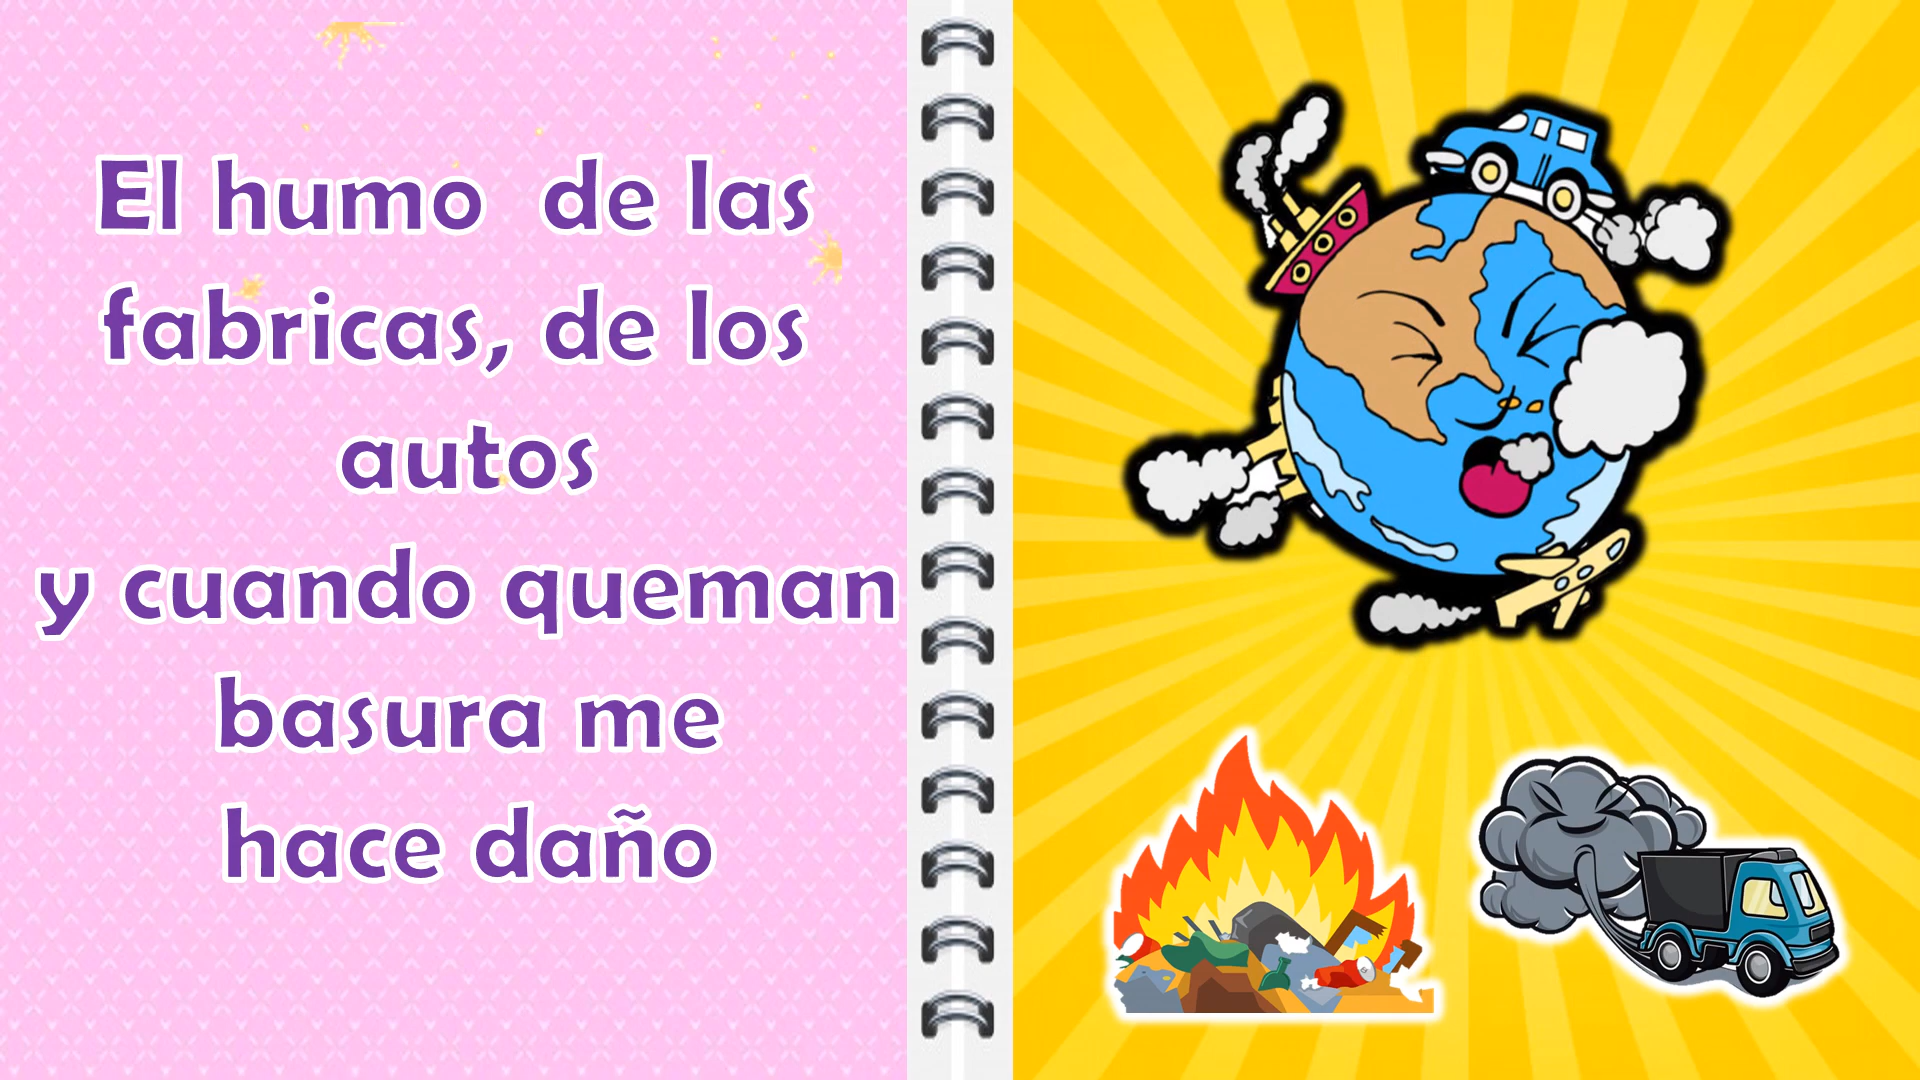 El humo de las
fabricas, de los
autos
y cuando queman
basura me
hace daño